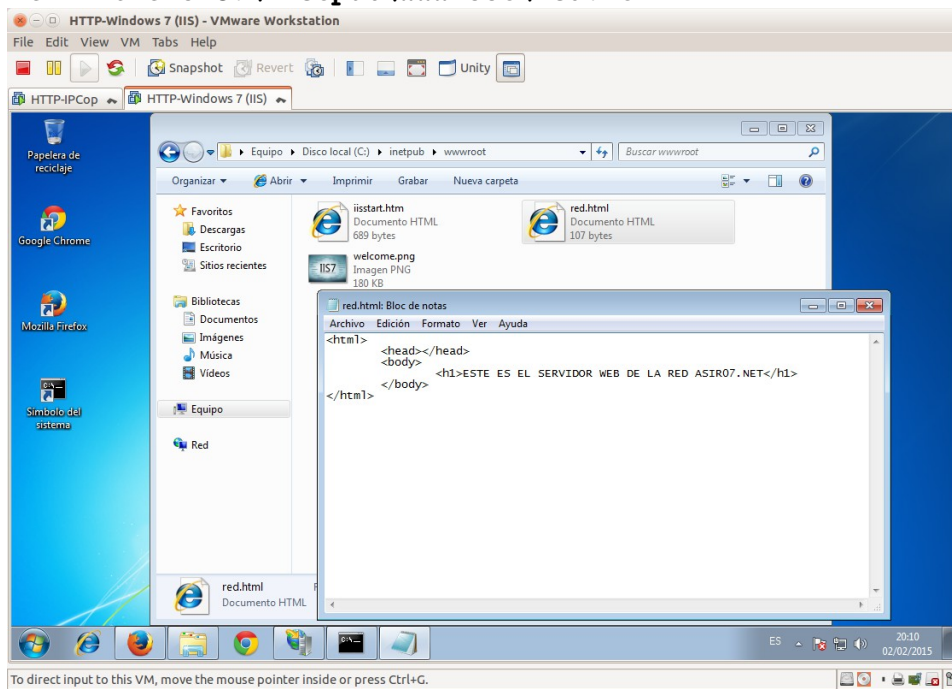 HTTP-Windows 7 (IIS) - VMware Workstation
File Edit View VM Tabs Help
Snapshot Revert Unity
HTTP-IPCop HTTP-Windows 7 (IIS)
Papelera de
reciclaje
Google Chrome
Mozilla Firefox
Símbolo del
sistema
Equipo Disco local (C:) inetpub wwwroot Buscar wwwroot
Organizar Abrir Imprimir Grabar Nueva carpeta
Favoritos
Descargas
Escritorio
Sitios recientes
Bibliotecas
Documentos
Imágenes
Música
Vídeos
Equipo
Red
iisstart.htm
Documento HTML
689 bytes
red.html
Documento HTML
107 bytes
IIS7
welcome.png
Imagen PNG
180 KB
red.html: Bloc de notas
Archivo Edición Formato Ver Ayuda
<html>
<head></head>
<body>
<h1>ESTE ES EL SERVIDOR WEB DE LA RED ASIR07.NET</h1>
</body>
</html>
red.html
Documento HTML
ES 20:10
02/02/2015
To direct input to this VM, move the mouse pointer inside or press Ctrl+G.